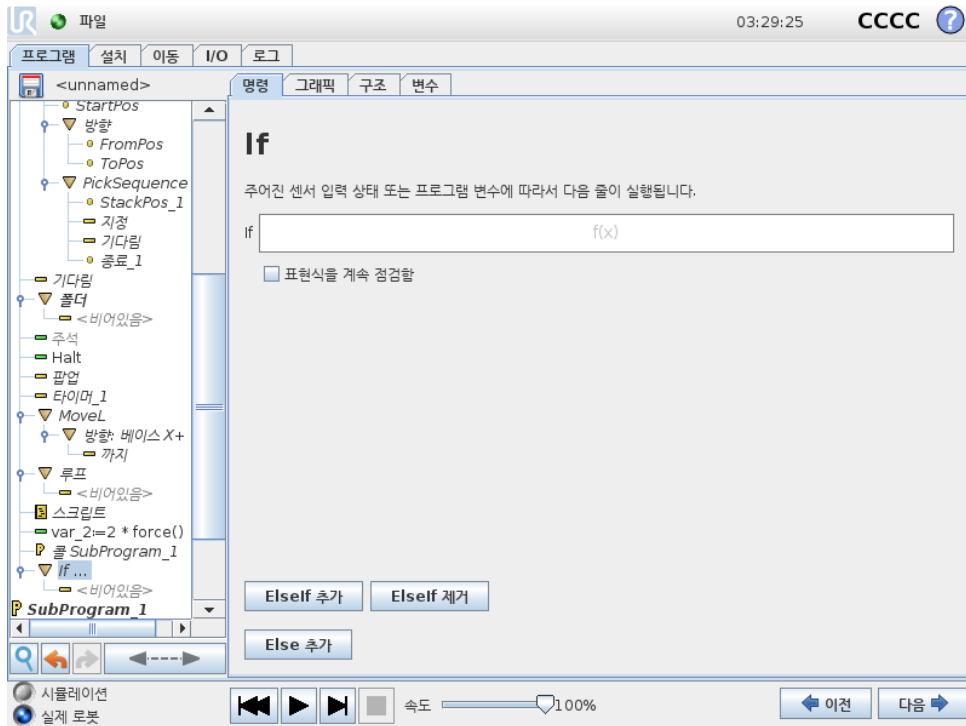 UR 파일 03:29:25 CCCC ?
프로그램 설치 이동 I/O 로그
<unnamed>
명령 그래픽 구조 변수
StartPos
방향
FromPos
ToPos
PickSequence
StackPos_1
지정
기다림
종료_1
기다림
폴더
<비어있음>
주석
Halt
팝업
타이머_1
MoveL
방향: 베이스 X+
까지
루프
<비어있음>
스크립트
var_2:=2 * force()
콜 SubProgram_1
If ...
<비어있음>
SubProgram_1
If
주어진 센서 입력 상태 또는 프로그램 변수에 따라서 다음 줄이 실행됩니다.
If f(x)
표현식을 계속 점검함
ElseIf 추가 ElseIf 제거
Else 추가
시뮬레이션
실제 로봇
속도 100%
이전 다음